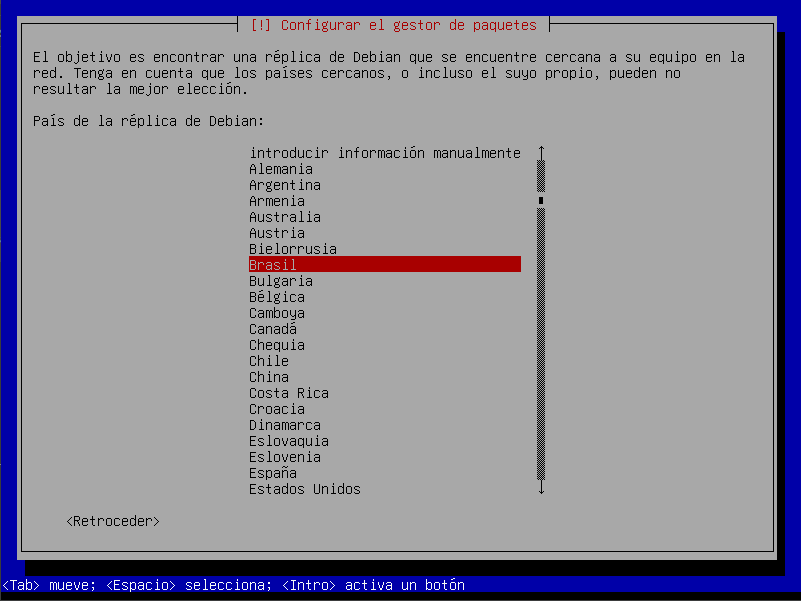 [!] Configurar el gestor de paquetes
El objetivo es encontrar una réplica de Debian que se encuentre cercana a su equipo en la
red. Tenga en cuenta que los países cercanos, o incluso el suyo propio, pueden no
resultar la mejor elección.
País de la réplica de Debian:
introducir información manualmente
Alemania
Argentina
Armenia
Australia
Austria
Bielorrusia
Brasil
Bulgaria
Bélgica
Camboya
Canadá
Chequia
Chile
China
Costa Rica
Croacia
Dinamarca
Eslovaquia
Eslovenia
España
Estados Unidos
<Retroceder>
<Tab> mueve; <Espacio> selecciona; <Intro> activa un botón